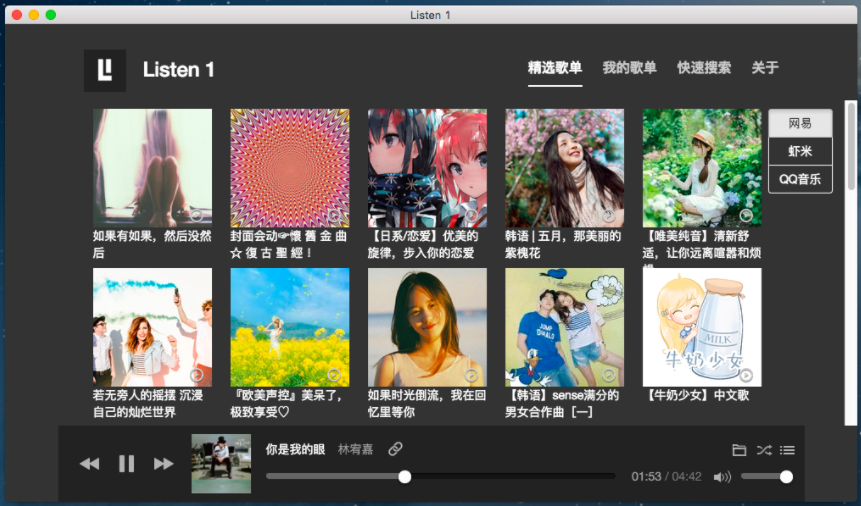 Listen 1
Listen 1
精选歌单
我的歌单
快速搜索
关于
网易
虾米
QQ音乐
如果有如果，然后没然
后
封面会动☞懷 舊 金 曲
☆ 復 古 聖 經！
【日系/恋爱】优美的
旋律，步入你的恋爱
韩语 | 五月，那美丽的
紫槐花
【唯美纯音】清新舒
适，让你远离喧嚣和烦
JUMP
MILK
牛奶少女
若无旁人的摇摆 沉浸
自己的灿烂世界
『欧美声控』美呆了，
极致享受♡
如果时光倒流，我在回
忆里等你
【韩语】sense满分的
男女合作曲［一］
【牛奶少女】中文歌
你是我的眼 林宥嘉
01:53 / 04:42